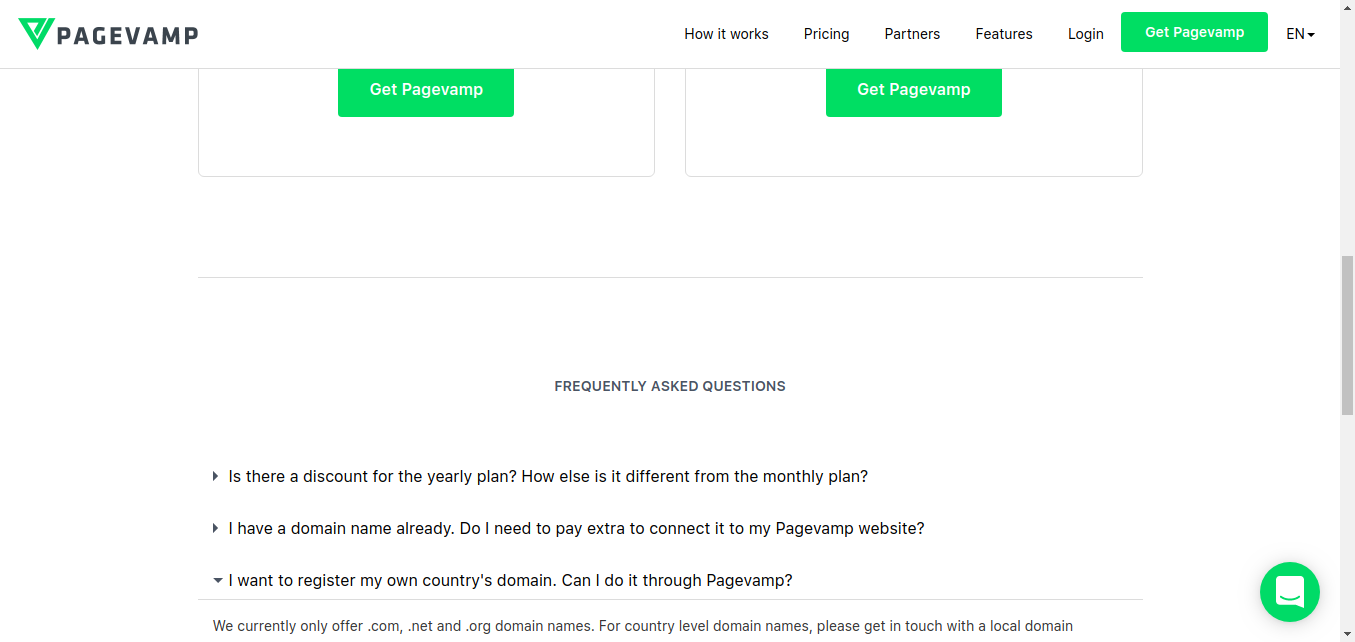 PAGEVAMP
How it works Pricing Partners Features Login Get Pagevamp EN
Get Pagevamp Get Pagevamp
FREQUENTLY ASKED QUESTIONS
Is there a discount for the yearly plan? How else is it different from the monthly plan?
I have a domain name already. Do I need to pay extra to connect it to my Pagevamp website?
I want to register my own country's domain. Can I do it through Pagevamp?
We currently only offer .com, .net and .org domain names. For country level domain names, please get in touch with a local domain